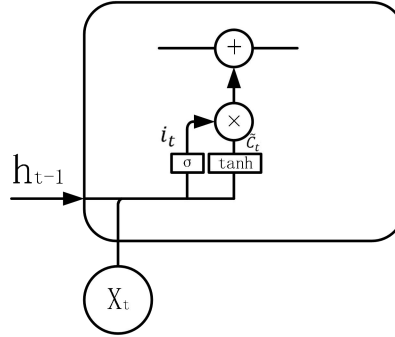 +
i_t
×
C̃_t
σ
tanh
h_{t-1}
X_t